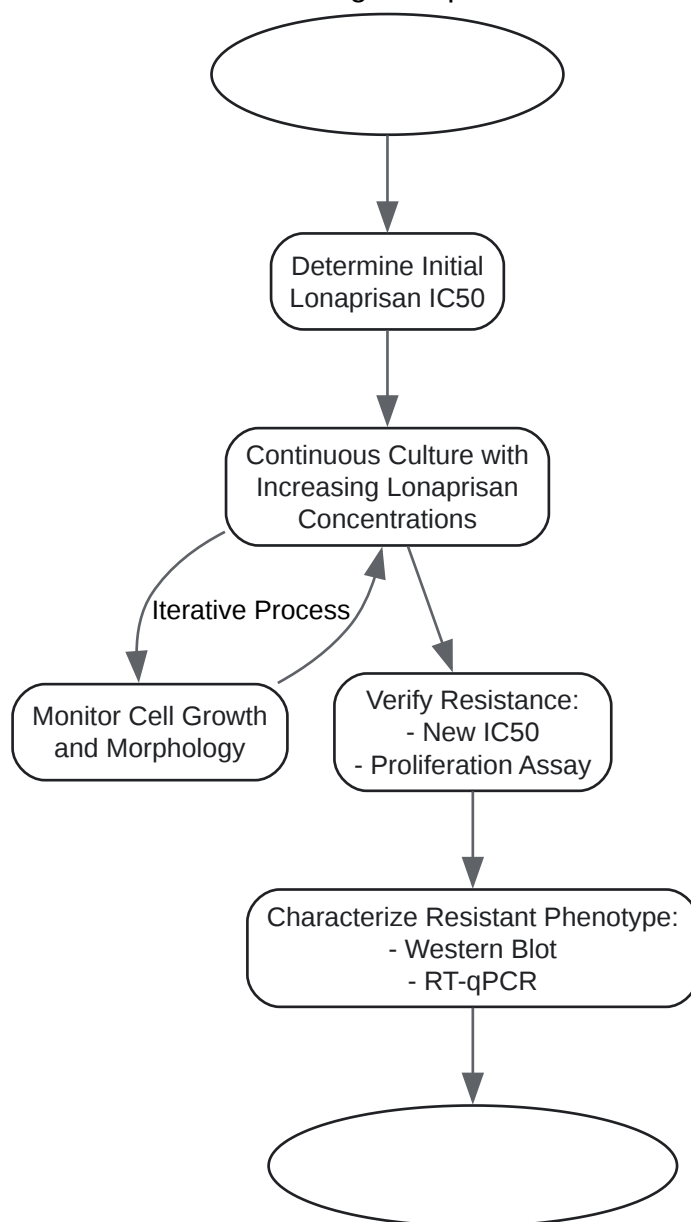 Determine Initial
Lonaprisan IC50
Continuous Culture with
Increasing Lonaprisan
Concentrations
Iterative Process
Monitor Cell Growth
and Morphology
Verify Resistance:
- New IC50
- Proliferation Assay
Characterize Resistant Phenotype:
- Western Blot
- RT-qPCR